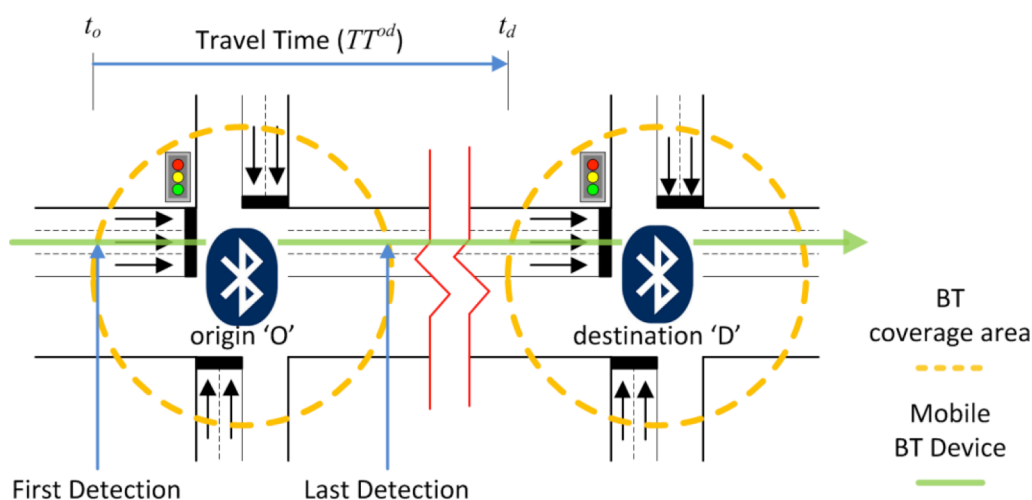 t_o
t_d
Travel Time (TT^od)
origin ‘O’
destination ‘D’
BT
coverage area
Mobile
BT Device
First Detection
Last Detection